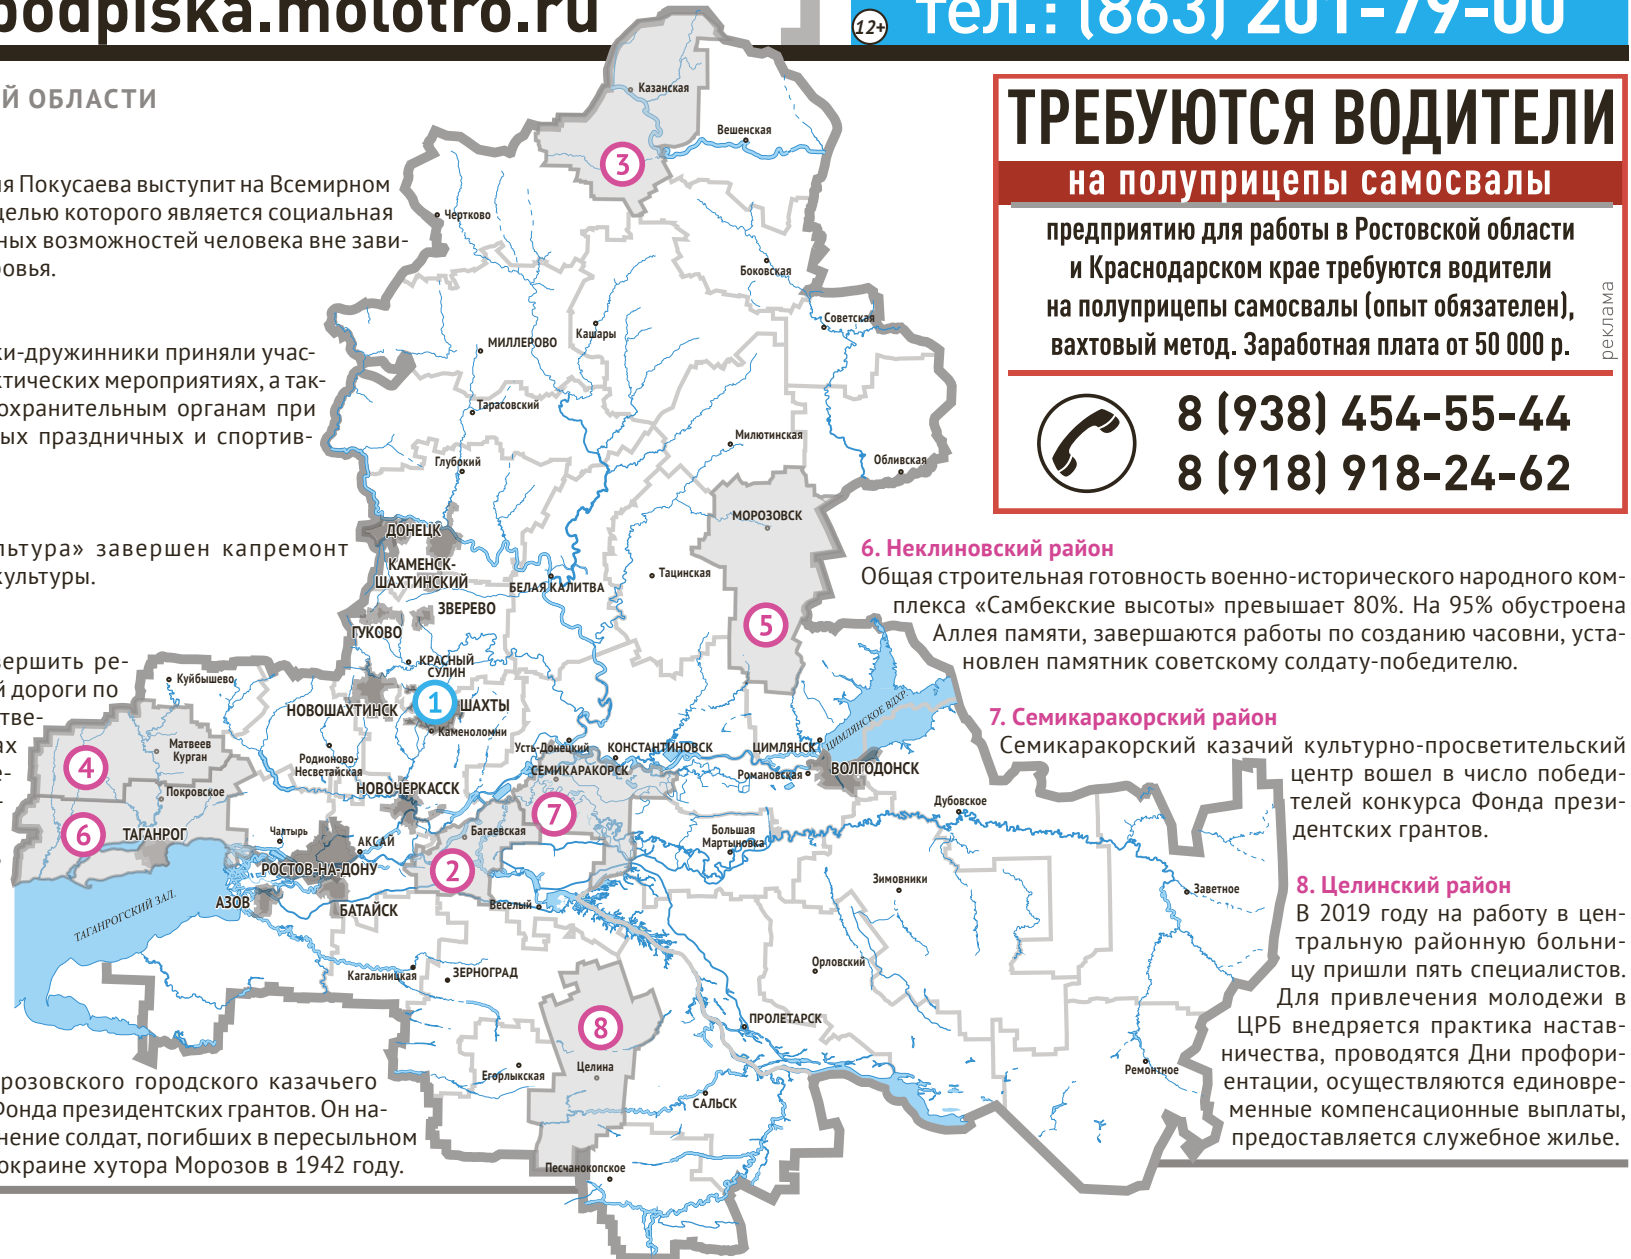 podpiska.molotro.ru
12+
тел.: (863) 201-79-00
Й ОБЛАСТИ
Покусаева выступит на Всемирном
целью которого является социальная
возможностей человека вне зави-
ки-дружинники приняли учас-
мероприятиях, а так-
органам при
праздничных и спортив-
завершен капремонт
культуры.
ре-
дороги по
городского казачьего
Фонда президентских грантов. Он на-
солдат, погибших в пересыльном
окраине хутора Морозов в 1942 году.
ТРЕБУЮТСЯ ВОДИТЕЛИ
на полуприцепы самосвалы
предприятию для работы в Ростовской области
и Краснодарском крае требуются водители
на полуприцепы самосвалы (опыт обязателен),
вахтовый метод. Заработная плата от 50 000 р.
реклама
8 (938) 454-55-44
8 (918) 918-24-62
6. Неклиновский район
Общая строительная готовность военно-исторического народного ком-
плекса «Самбекские высоты» превышает 80%. На 95% обустроена
Аллея памяти, завершаются работы по созданию часовни, уста-
новлен памятник советскому солдату-победителю.
7. Семикаракорский район
Семикаракорский казачий культурно-просветительский
центр вошел в число победи-
телей конкурса Фонда прези-
дентских грантов.
8. Целинский район
В 2019 году на работу в цен-
тральную районную больни-
цу пришли пять специалистов.
Для привлечения молодежи в
ЦРБ внедряется практика настав-
ничества, проводятся Дни профори-
ентации, осуществляются единовре-
менные компенсационные выплаты,
предоставляется служебное жилье.
Казанская
3
Вешенская
Чертково
Боковская
Советская
Кашары
МИЛЛЕРОВО
Тарасовский
Милютинская
Глубокий
Обливская
МОРОЗОВСК
ДОНЕЦК
КАМЕНСК-
ШАХТИНСКИЙ
БЕЛАЯ КАЛИТВА
Тацинская
ЗВЕРЕВО
5
ГУКОВО
КРАСНЫЙ
СУЛИН
Куйбышево
1
ШАХТЫ
НОВОШАХТИНСК
Каменоломни
ЦИМЛЯНСКОЕ ВДХР.
Матвеев
Курган
4
Родионово-
Несветайская
Усть-Донецкий
КОНСТАНТИНОВСК
ЦИМЛЯНСК
СЕМИКАРАКОРСК
Романовская
ВОЛГОДОНСК
Покровское
НОВОЧЕРКАССК
Дубовское
7
6
ТАГАНРОГ
Чалтырь
АКСАЙ
Багаевская
Большая
Мартыновка
РОСТОВ-НА-ДОНУ
2
Зимовники
Заветное
АЗОВ
БАТАЙСК
Веселый
ТАГАНРОГСКИЙ ЗАЛ.
Кагальницкая
ЗЕРНОГРАД
Орловский
8
ПРОЛЕТАРСК
Егорлыкская
Целина
Ремонтное
САЛЬСК
Песчанокопское